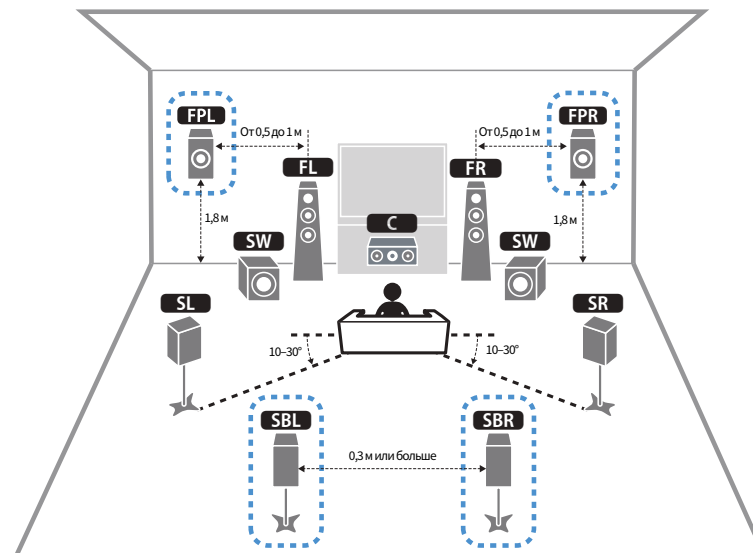 FPL
FPR
От 0,5 до 1 м
От 0,5 до 1 м
FL
FR
1,8 м
C
1,8 м
SW
SW
SL
SR
10–30°
10–30°
SBL
SBR
0,3 м или больше